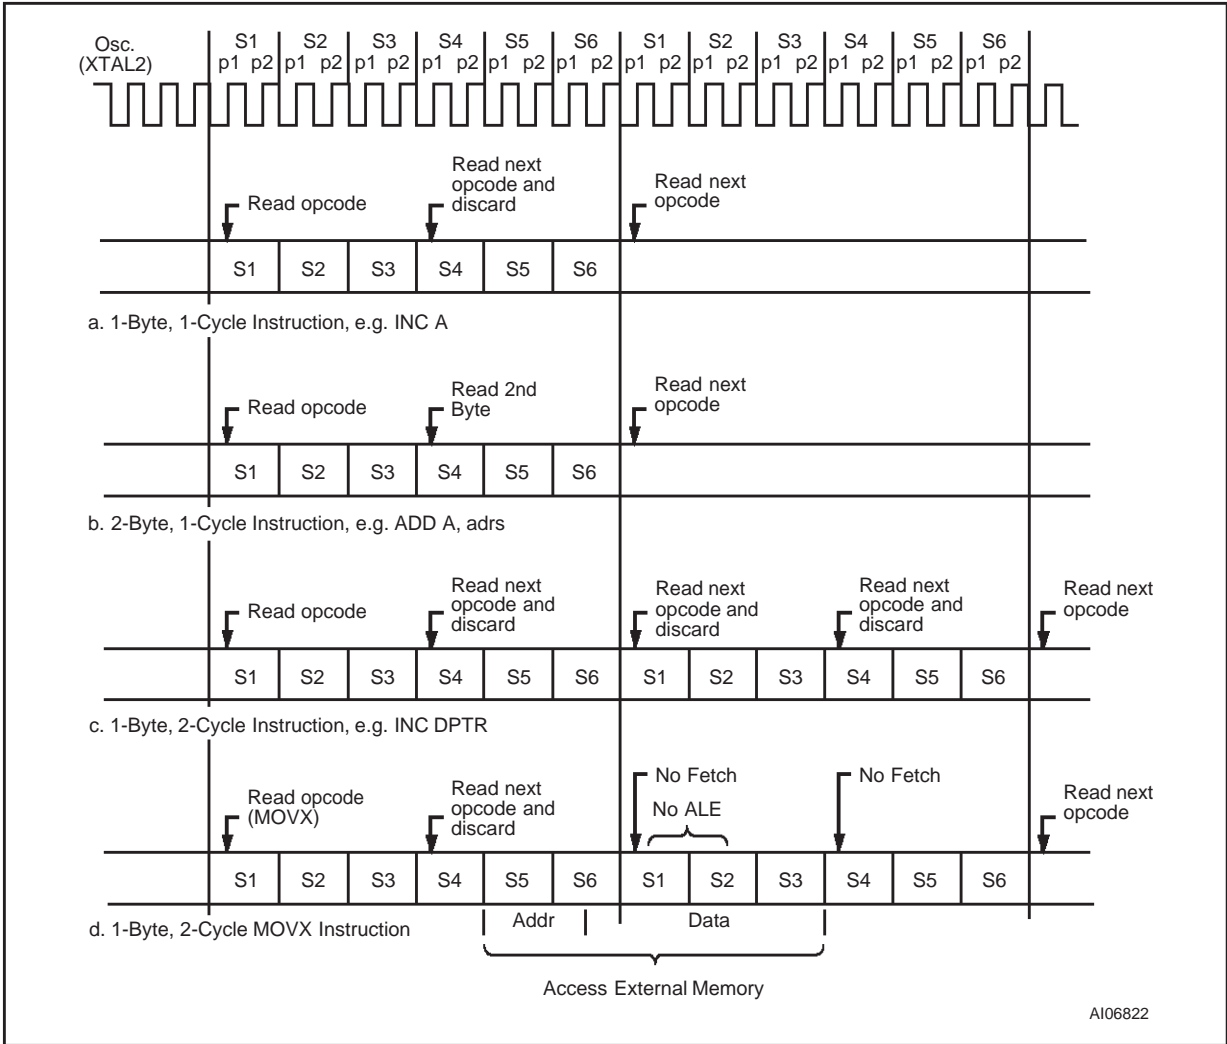 Osc.
(XTAL2)
S1 S2 S3 S4 S5 S6 S1 S2 S3 S4 S5 S6
p1 p2 p1 p2 p1 p2 p1 p2 p1 p2 p1 p2 p1 p2 p1 p2 p1 p2 p1 p2 p1 p2 p1 p2
Read opcode
Read next
opcode and
discard
Read next
opcode
S1 S2 S3 S4 S5 S6
a. 1-Byte, 1-Cycle Instruction, e.g. INC A
Read opcode
Read 2nd
Byte
Read next
opcode
S1 S2 S3 S4 S5 S6
b. 2-Byte, 1-Cycle Instruction, e.g. ADD A, adrs
Read opcode
Read next
opcode and
discard
Read next
opcode and
discard
Read next
opcode and
discard
Read next
opcode
S1 S2 S3 S4 S5 S6 S1 S2 S3 S4 S5 S6
c. 1-Byte, 2-Cycle Instruction, e.g. INC DPTR
Read opcode
(MOVX)
Read next
opcode and
discard
No Fetch
No ALE
No Fetch
Read next
opcode
S1 S2 S3 S4 S5 S6 S1 S2 S3 S4 S5 S6
d. 1-Byte, 2-Cycle MOVX Instruction
Addr
Data
Access External Memory
AI06822